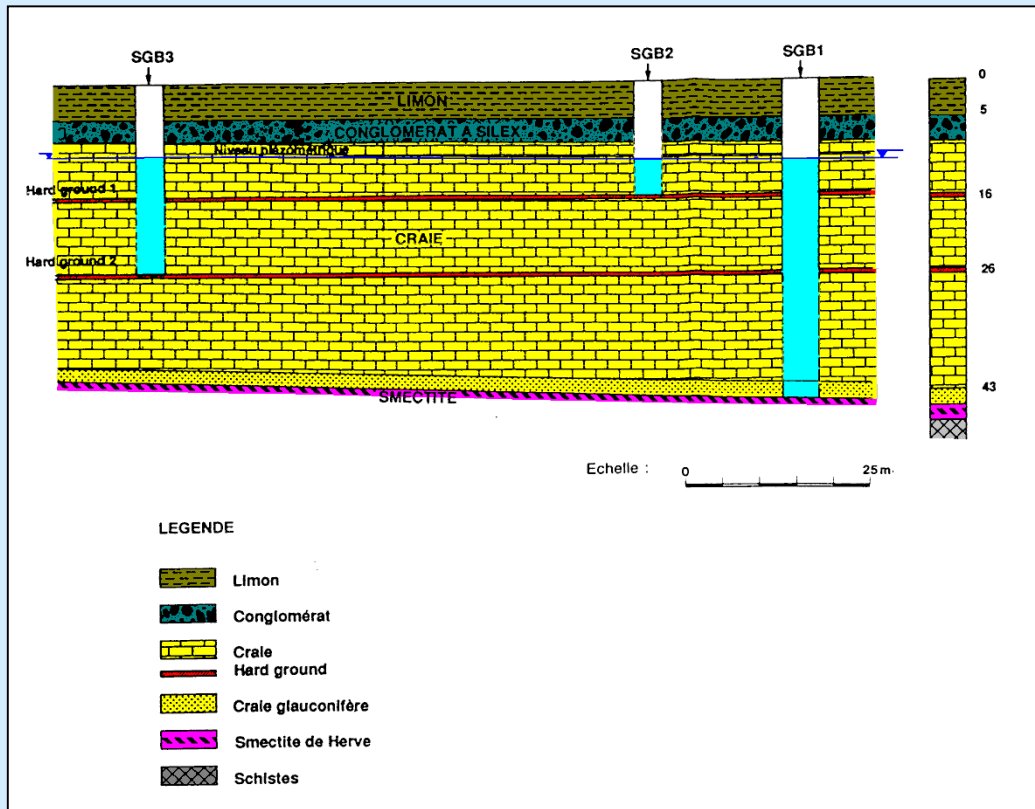 SGB3
SGB2
SGB1
0
LIMON
5
CONGLOMERAT A SILEX
Niveau piézométrique
Hard ground 1
16
CRAIE
Hard ground 2
26
43
SMECTITE
Echelle : 0 25 m.
LEGENDE
Limon
Conglomérat
Craie
Hard ground
Craie glauconifère
Smectite de Herve
Schistes